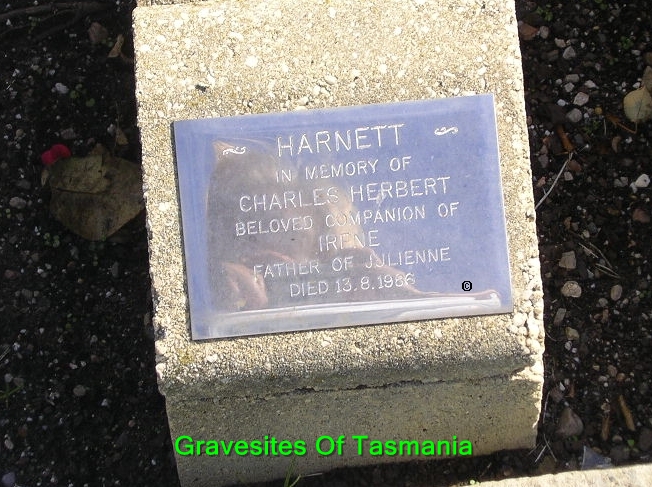 HARNETT
IN MEMORY OF
CHARLES HERBERT
BELOVED COMPANION OF
IRENE
FATHER OF JULIENNE
DIED 13.8.1986
©
Gravesites Of Tasmania